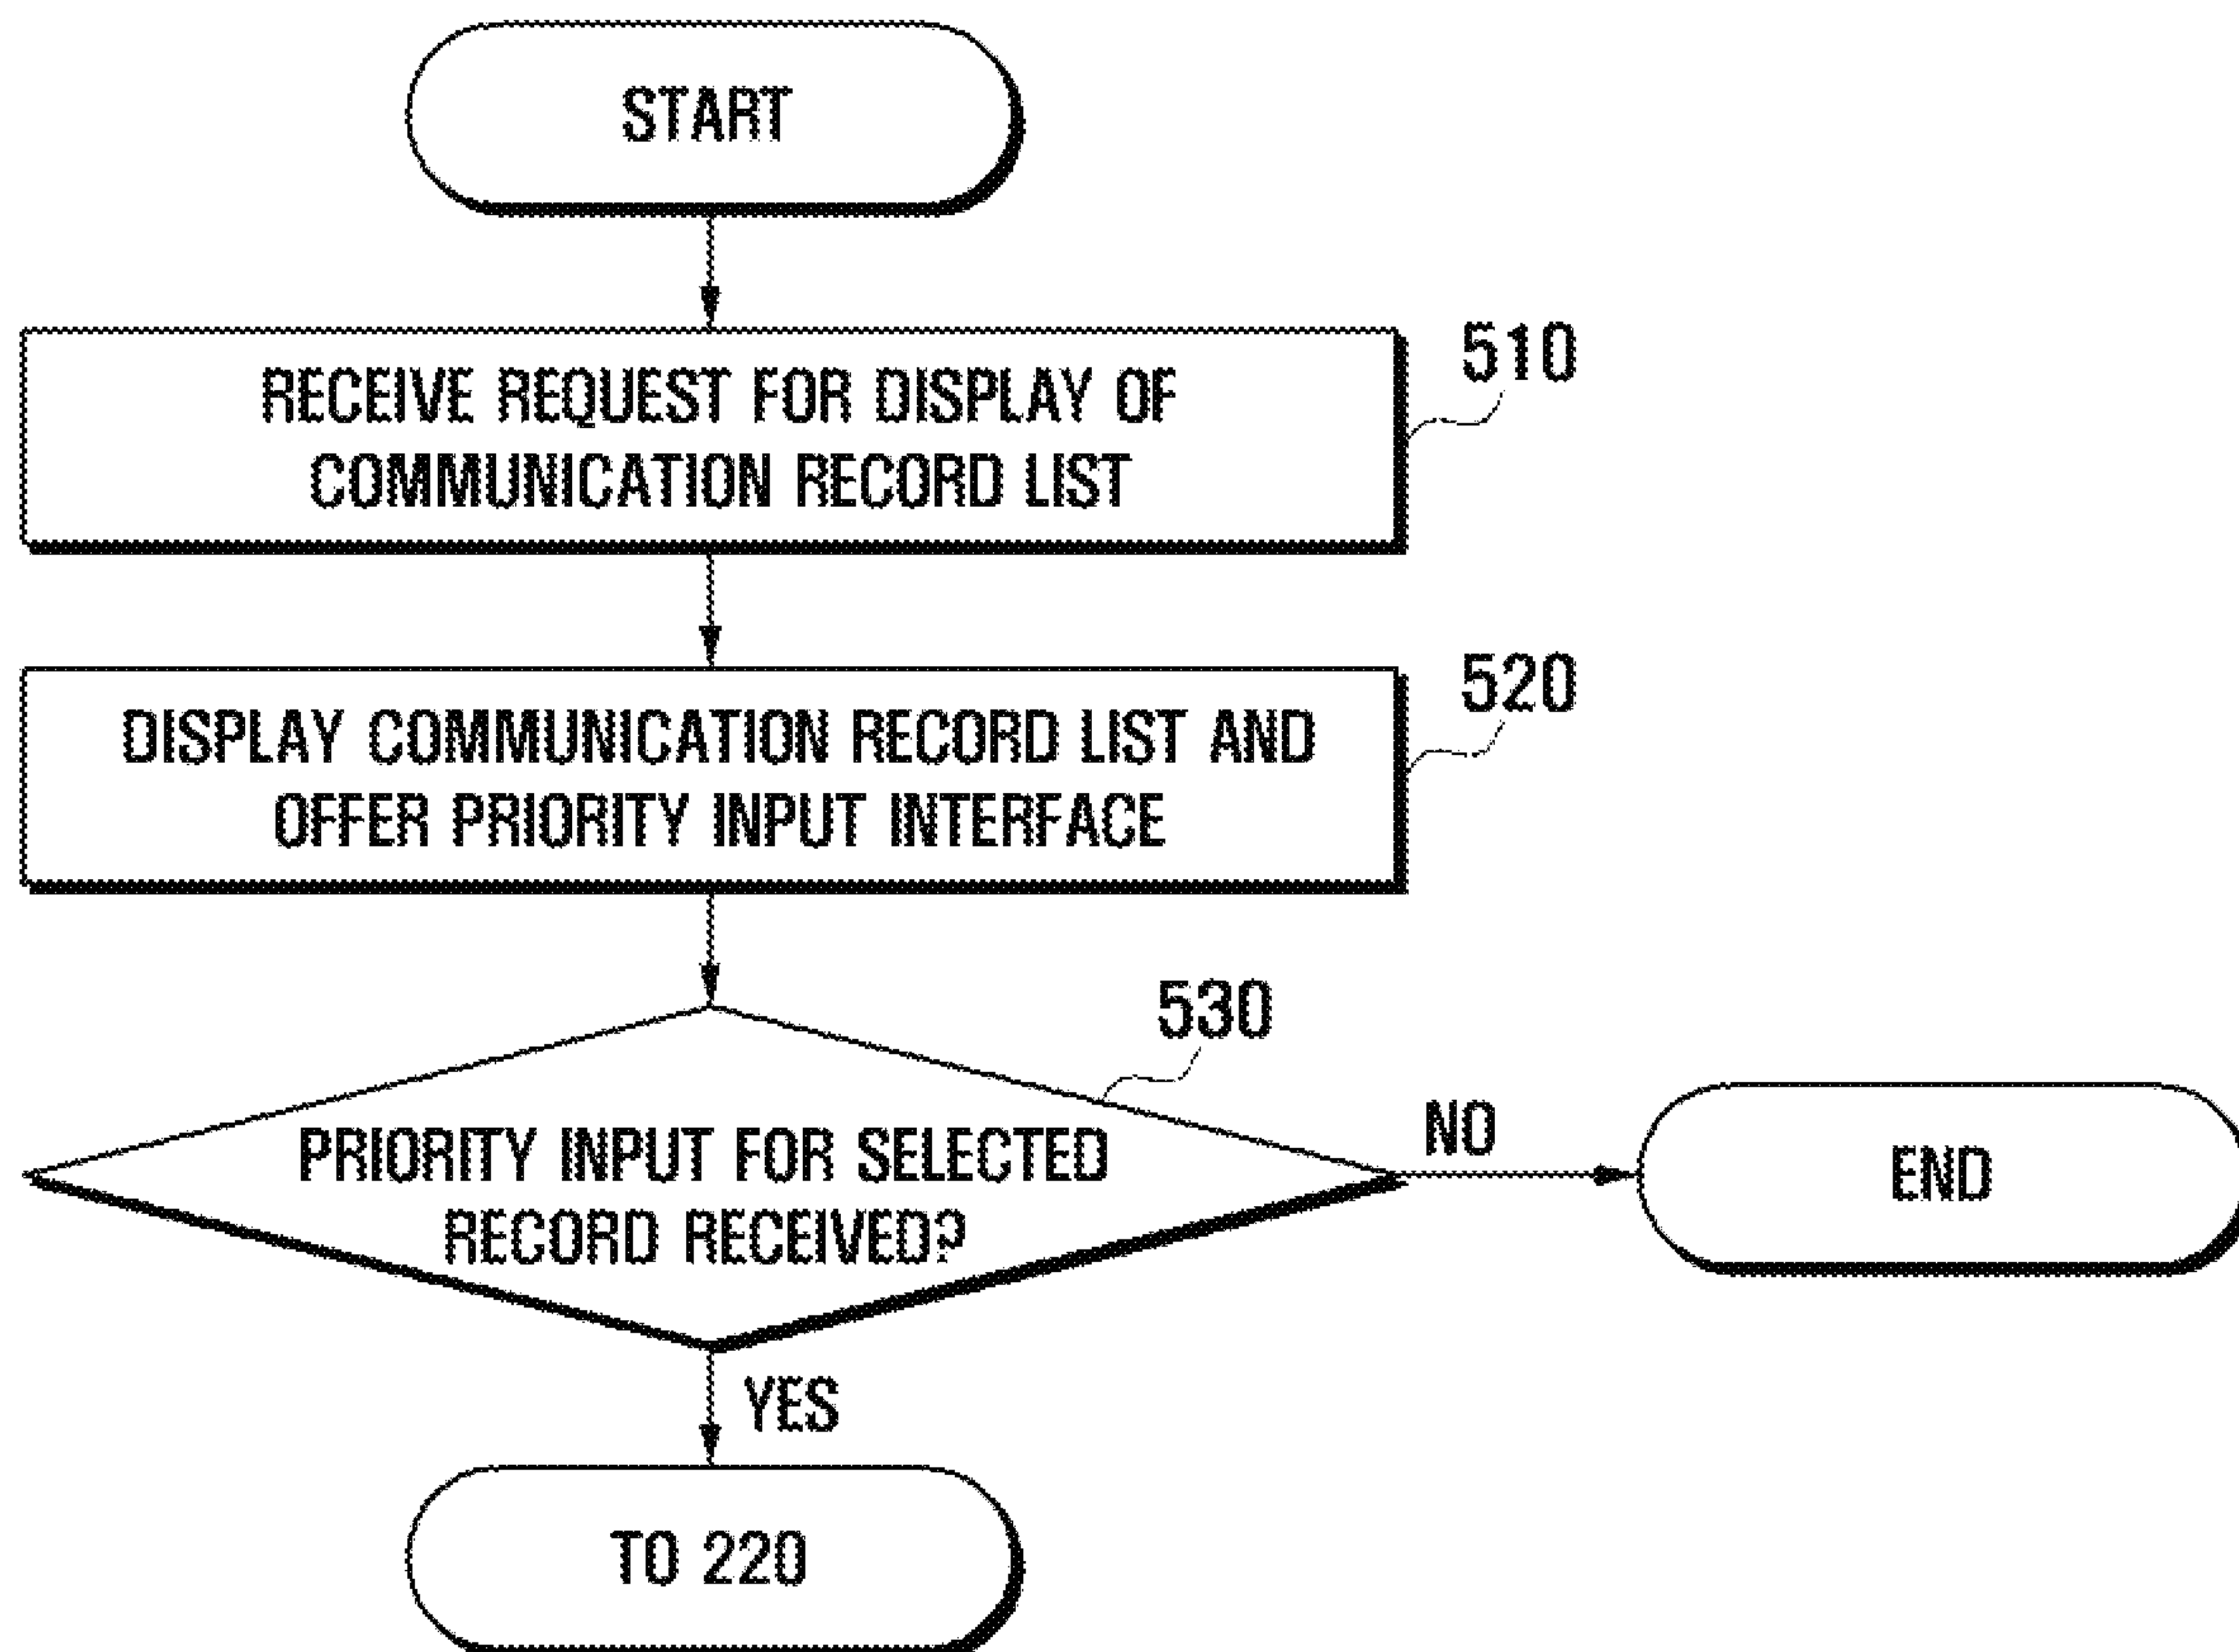 START
RECEIVE REQUEST FOR DISPLAY OF
COMMUNICATION RECORD LIST
510
DISPLAY COMMUNICATION RECORD LIST AND
OFFER PRIORITY INPUT INTERFACE
520
530
PRIORITY INPUT FOR SELECTED
RECORD RECEIVED?
NO
END
YES
TO 220